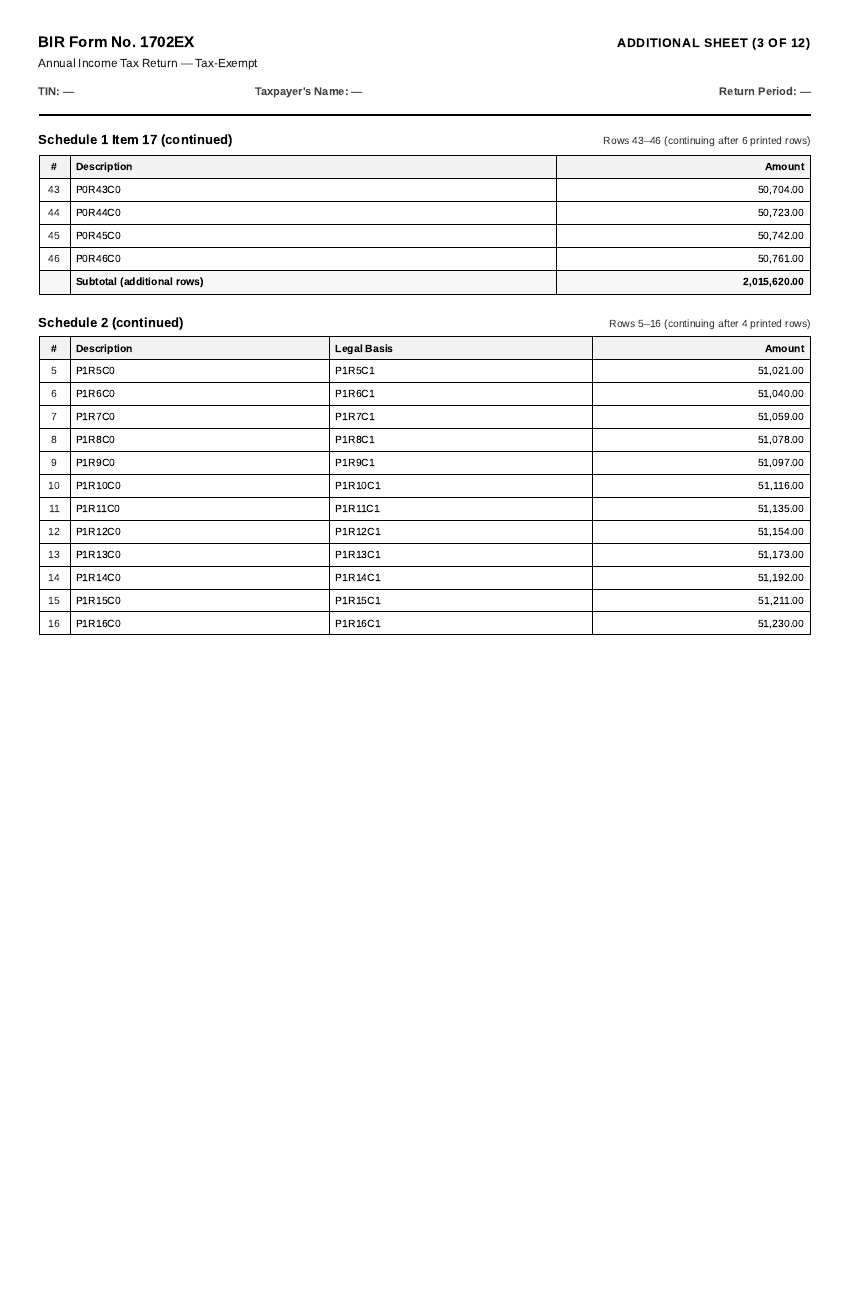 BIR Form No. 1702EX
ADDITIONAL SHEET (3 OF 12)
Annual Income Tax Return — Tax-Exempt
TIN: — Taxpayer's Name: — Return Period: —
Schedule 1 Item 17 (continued) Rows 43–46 (continuing after 6 printed rows)
# Description Amount
43 P0R43C0 50,704.00
44 P0R44C0 50,723.00
45 P0R45C0 50,742.00
46 P0R46C0 50,761.00
Subtotal (additional rows) 2,015,620.00
Schedule 2 (continued) Rows 5–16 (continuing after 4 printed rows)
# Description Legal Basis Amount
5 P1R5C0 P1R5C1 51,021.00
6 P1R6C0 P1R6C1 51,040.00
7 P1R7C0 P1R7C1 51,059.00
8 P1R8C0 P1R8C1 51,078.00
9 P1R9C0 P1R9C1 51,097.00
10 P1R10C0 P1R10C1 51,116.00
11 P1R11C0 P1R11C1 51,135.00
12 P1R12C0 P1R12C1 51,154.00
13 P1R13C0 P1R13C1 51,173.00
14 P1R14C0 P1R14C1 51,192.00
15 P1R15C0 P1R15C1 51,211.00
16 P1R16C0 P1R16C1 51,230.00